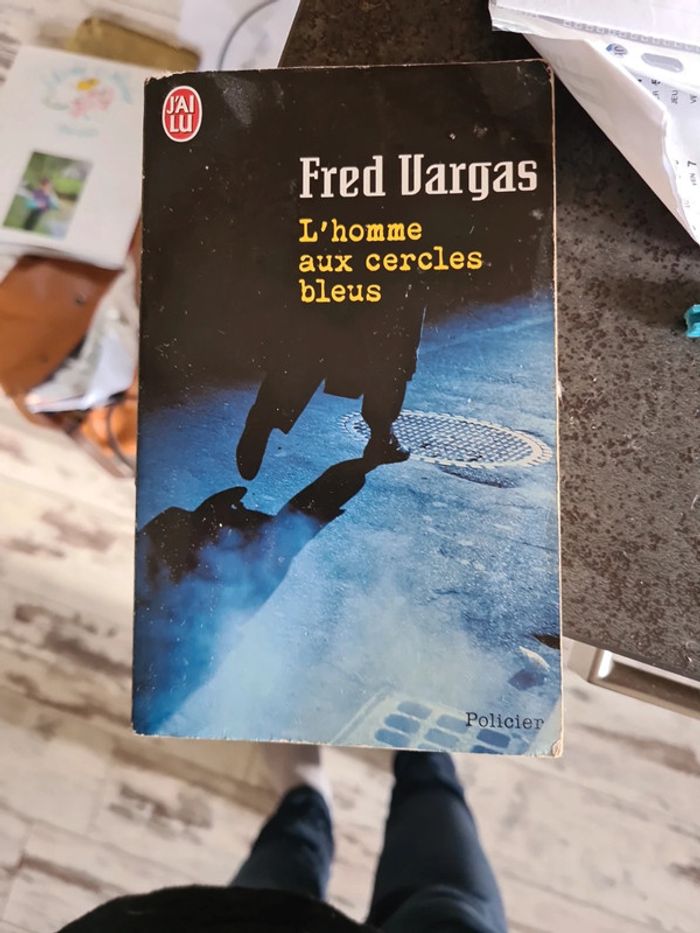 J'AI
LU
Fred Vargas
L'homme
aux cercles
bleus
Policier